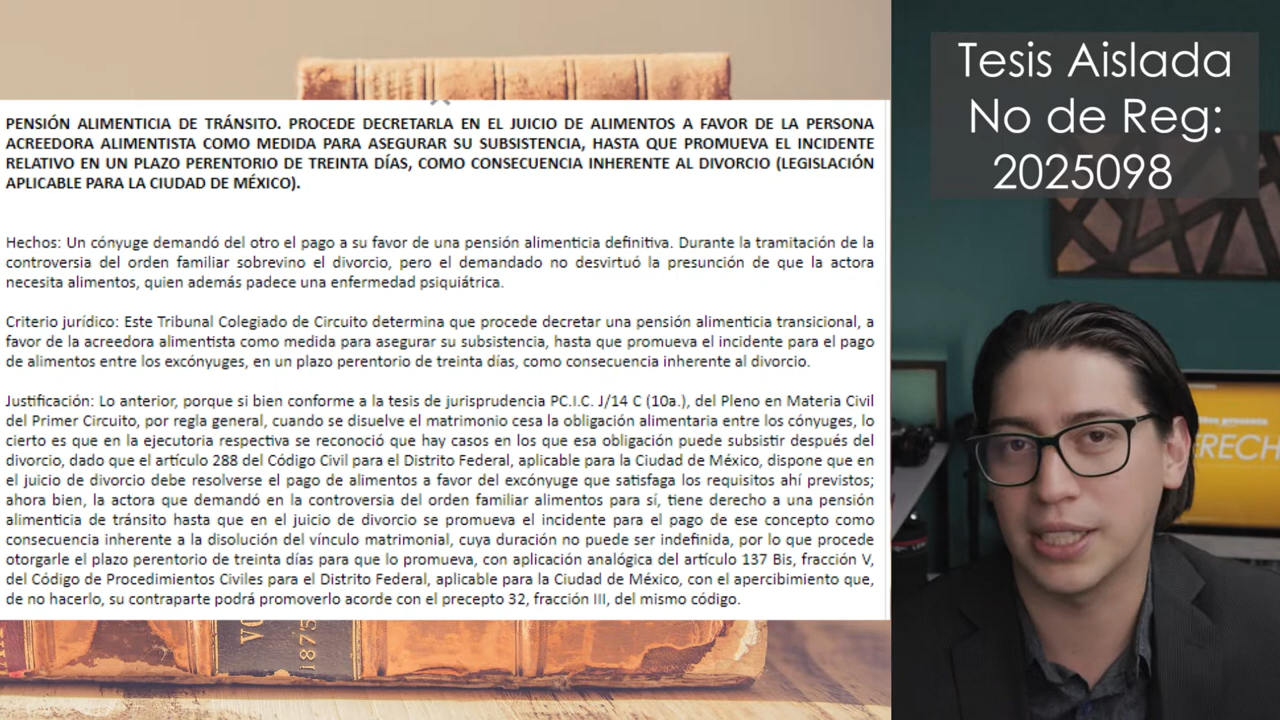 PENSIÓN ALIMENTICIA DE TRÁNSITO. PROCEDE DECRETARLA EN EL JUICIO DE ALIMENTOS A FAVOR DE LA PERSONA
ACREEDORA ALIMENTISTA COMO MEDIDA PARA ASEGURAR SU SUBSISTENCIA, HASTA QUE PROMUEVA EL INCIDENTE
RELATIVO EN UN PLAZO PERENTORIO DE TREINTA DÍAS, COMO CONSECUENCIA INHERENTE AL DIVORCIO (LEGISLACIÓN
APLICABLE PARA LA CIUDAD DE MÉXICO).
Hechos: Un cónyuge demandó del otro el pago a su favor de una pensión alimenticia definitiva. Durante la tramitación de la
controversia del orden familiar sobrevino el divorcio, pero el demandado no desvirtuó la presunción de que la actora
necesita alimentos, quien además padece una enfermedad psiquiátrica.
Criterio jurídico: Este Tribunal Colegiado de Circuito determina que procede decretar una pensión alimenticia transicional, a
favor de la acreedora alimentista como medida para asegurar su subsistencia, hasta que promueva el incidente para el pago
de alimentos entre los excónyuges, en un plazo perentorio de treinta días, como consecuencia inherente al divorcio.
Justificación: Lo anterior, porque si bien conforme a la tesis de jurisprudencia PC.I.C. J/14 C (10a.), del Pleno en Materia Civil
del Primer Circuito, por regla general, cuando se disuelve el matrimonio cesa la obligación alimentaria entre los cónyuges, lo
cierto es que en la ejecutoria respectiva se reconoció que hay casos en los que esa obligación puede subsistir después del
divorcio, dado que el artículo 288 del Código Civil para el Distrito Federal, aplicable para la Ciudad de México, dispone que en
el juicio de divorcio debe resolverse el pago de alimentos a favor del excónyuge que satisfaga los requisitos ahí previstos;
ahora bien, la actora que demandó en la controversia del orden familiar alimentos para sí, tiene derecho a una pensión
alimenticia de tránsito hasta que en el juicio de divorcio se promueva el incidente para el pago de ese concepto como
consecuencia inherente a la disolución del vínculo matrimonial, cuya duración no puede ser indefinida, por lo que procede
otorgarle el plazo perentorio de treinta días para que lo promueva, con aplicación analógica del artículo 137 Bis, fracción V,
del Código de Procedimientos Civiles para el Distrito Federal, aplicable para la Ciudad de México, con el apercibimiento que,
de no hacerlo, su contraparte podrá promoverlo acorde con el precepto 32, fracción III, del mismo código.
Tesis Aislada
No de Reg:
2025098
ERECH
1875